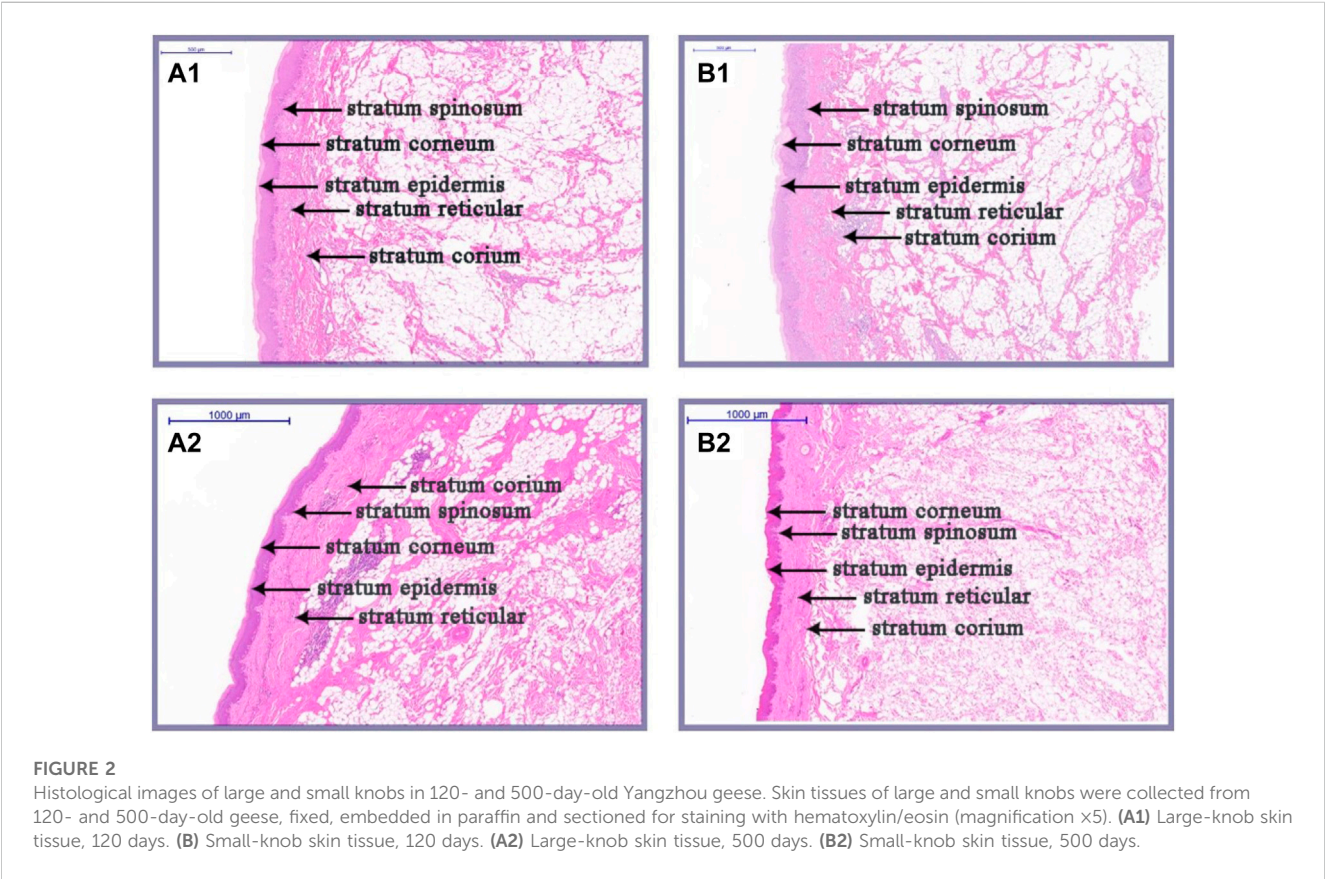 500 µm
A1
stratum spinosum
stratum corneum
stratum epidermis
stratum reticular
stratum corium
500 µm
B1
stratum spinosum
stratum corneum
stratum epidermis
stratum reticular
stratum corium
1000 µm
A2
stratum corium
stratum spinosum
stratum corneum
stratum epidermis
stratum reticular
1000 µm
B2
stratum corneum
stratum spinosum
stratum epidermis
stratum reticular
stratum corium
FIGURE 2
Histological images of large and small knobs in 120- and 500-day-old Yangzhou geese. Skin tissues of large and small knobs were collected from
120- and 500-day-old geese, fixed, embedded in paraffin and sectioned for staining with hematoxylin/eosin (magnification ×5). (A1) Large-knob skin
tissue, 120 days. (B) Small-knob skin tissue, 120 days. (A2) Large-knob skin tissue, 500 days. (B2) Small-knob skin tissue, 500 days.